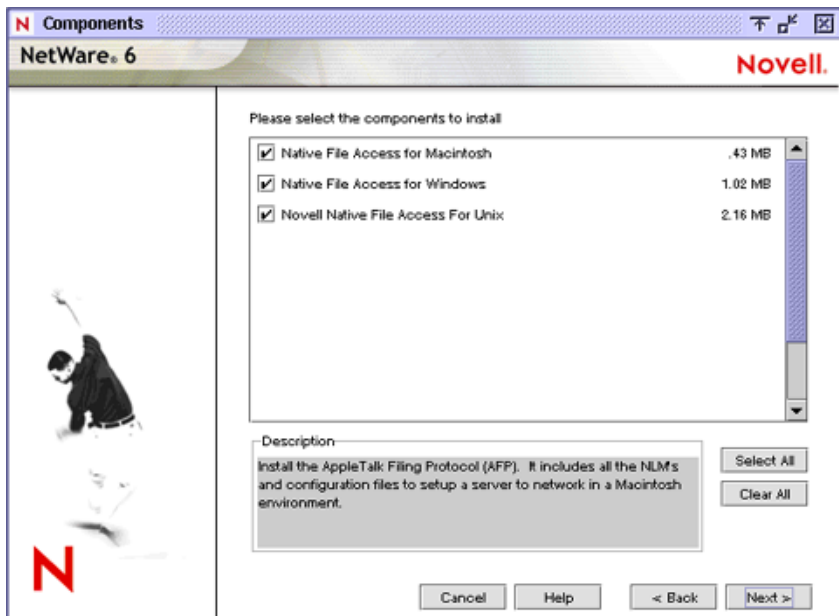 N Components
NetWare® 6
Novell®
Please select the components to install
Native File Access for Macintosh .43 MB
Native File Access for Windows 1.02 MB
Novell Native File Access For Unix 2.16 MB
Description
Install the AppleTalk Filing Protocol (AFP). It includes all the NLM's
and configuration files to setup a server to network in a Macintosh
environment.
Select All
Clear All
N
Cancel Help < Back Next >